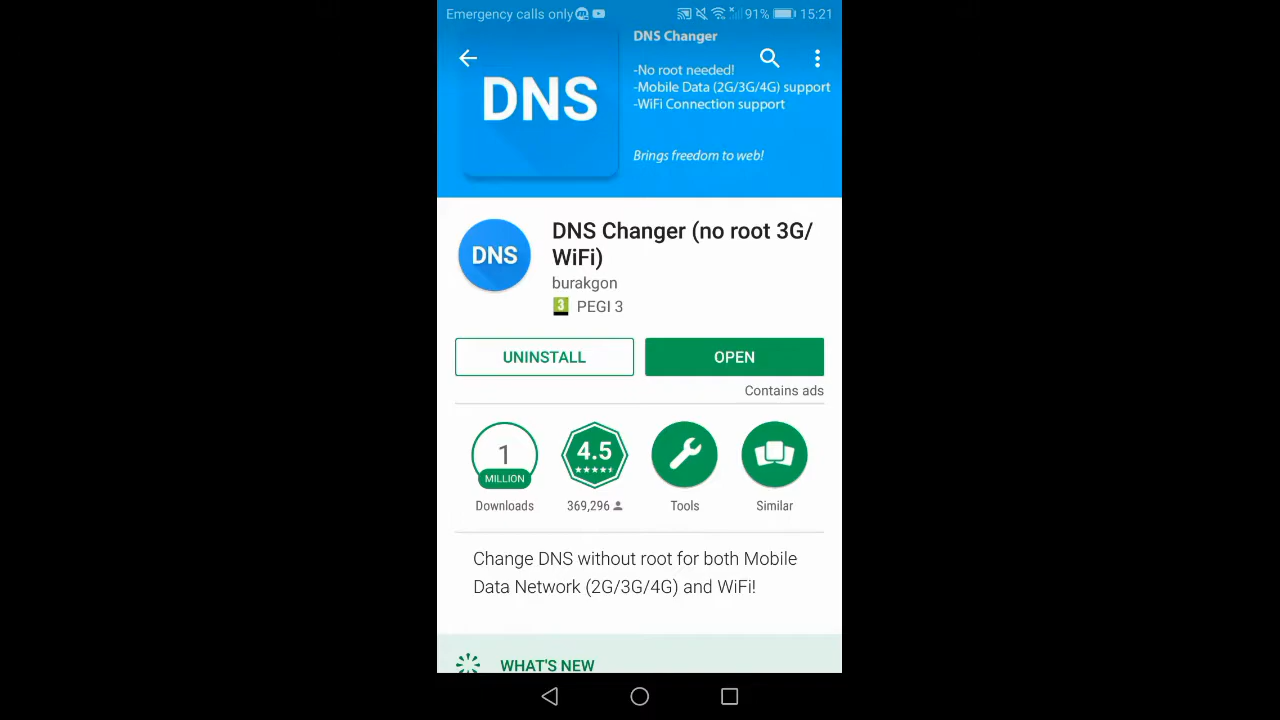 Emergency calls only
91% 15:21
DNS Changer
DNS
-No root needed!
-Mobile Data (2G/3G/4G) support
-WiFi Connection support
Brings freedom to web!
DNS
DNS Changer (no root 3G/
WiFi)
burakgon
3 PEGI 3
UNINSTALL
OPEN
Contains ads
1
MILLION
Downloads
4.5
369,296
Tools
Similar
Change DNS without root for both Mobile
Data Network (2G/3G/4G) and WiFi!
WHAT'S NEW